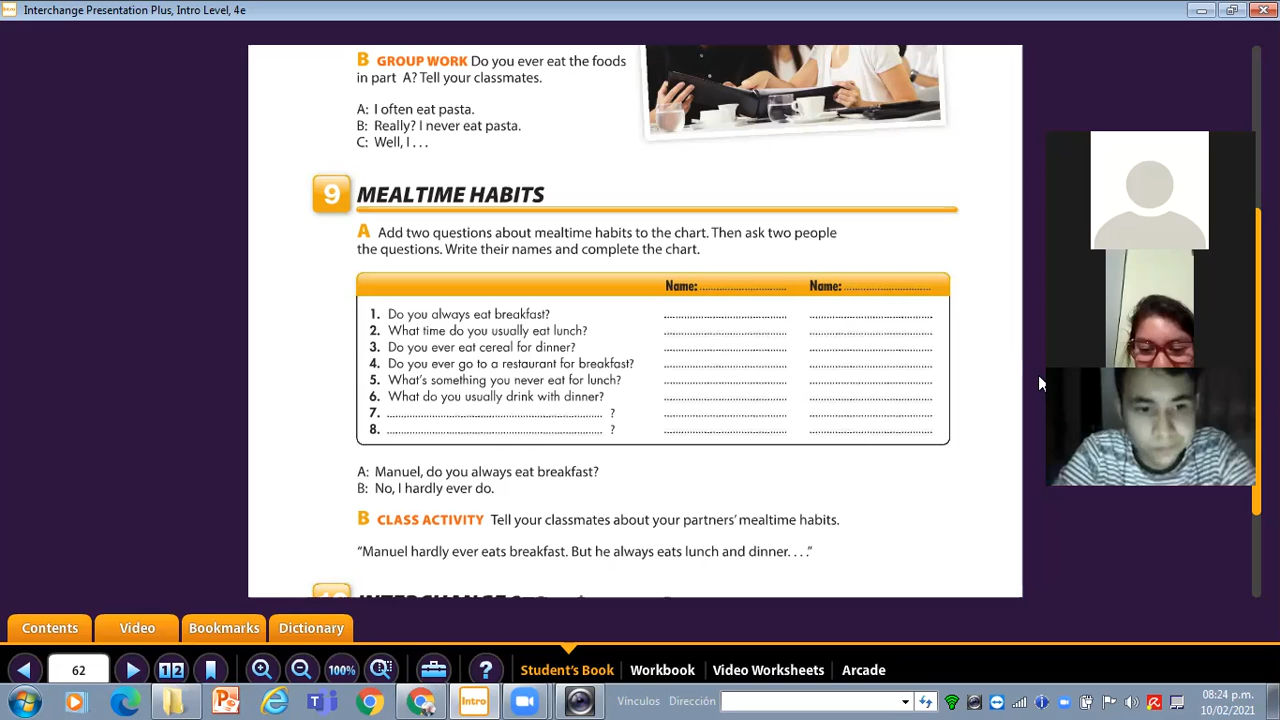 Interchange Presentation Plus, Intro Level, 4e
B GROUP WORK Do you ever eat the foods
in part A? Tell your classmates.
A: I often eat pasta.
B: Really? I never eat pasta.
C: Well, I . . .
9 MEALTIME HABITS
A Add two questions about mealtime habits to the chart. Then ask two people
the questions. Write their names and complete the chart.
Name: Name:
1. Do you always eat breakfast?
2. What time do you usually eat lunch?
3. Do you ever eat cereal for dinner?
4. Do you ever go to a restaurant for breakfast?
5. What's something you never eat for lunch?
6. What do you usually drink with dinner?
7. ?
8. ?
A: Manuel, do you always eat breakfast?
B: No, I hardly ever do.
B CLASS ACTIVITY Tell your classmates about your partners' mealtime habits.
"Manuel hardly ever eats breakfast. But he always eats lunch and dinner. . . ."
Contents Video Bookmarks Dictionary
62 12 100% ? Student's Book Workbook Video Worksheets Arcade
Intro Vínculos Dirección 08:24 p.m.
10/02/2021